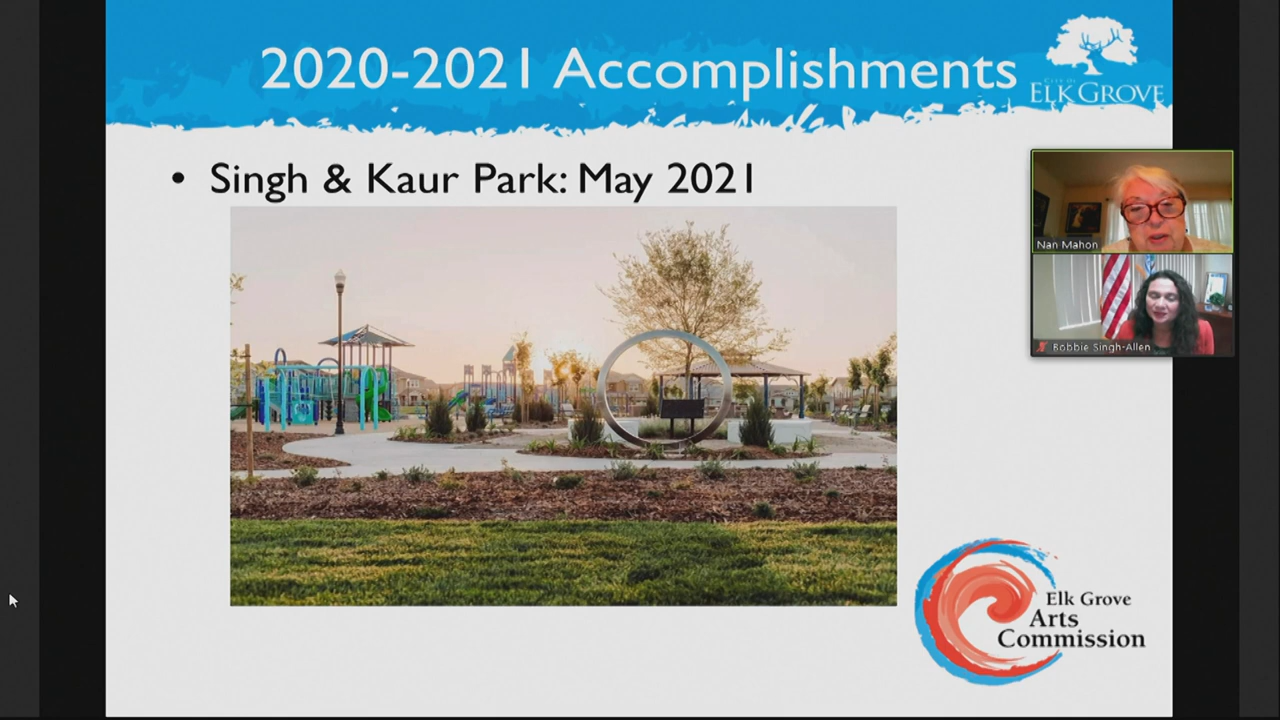 2020-2021 Accomplishments
CITY OF
ELK GROVE
• Singh & Kaur Park: May 2021
Nan Mahon
Bobbie Singh-Allen
Elk Grove
Arts
Commission